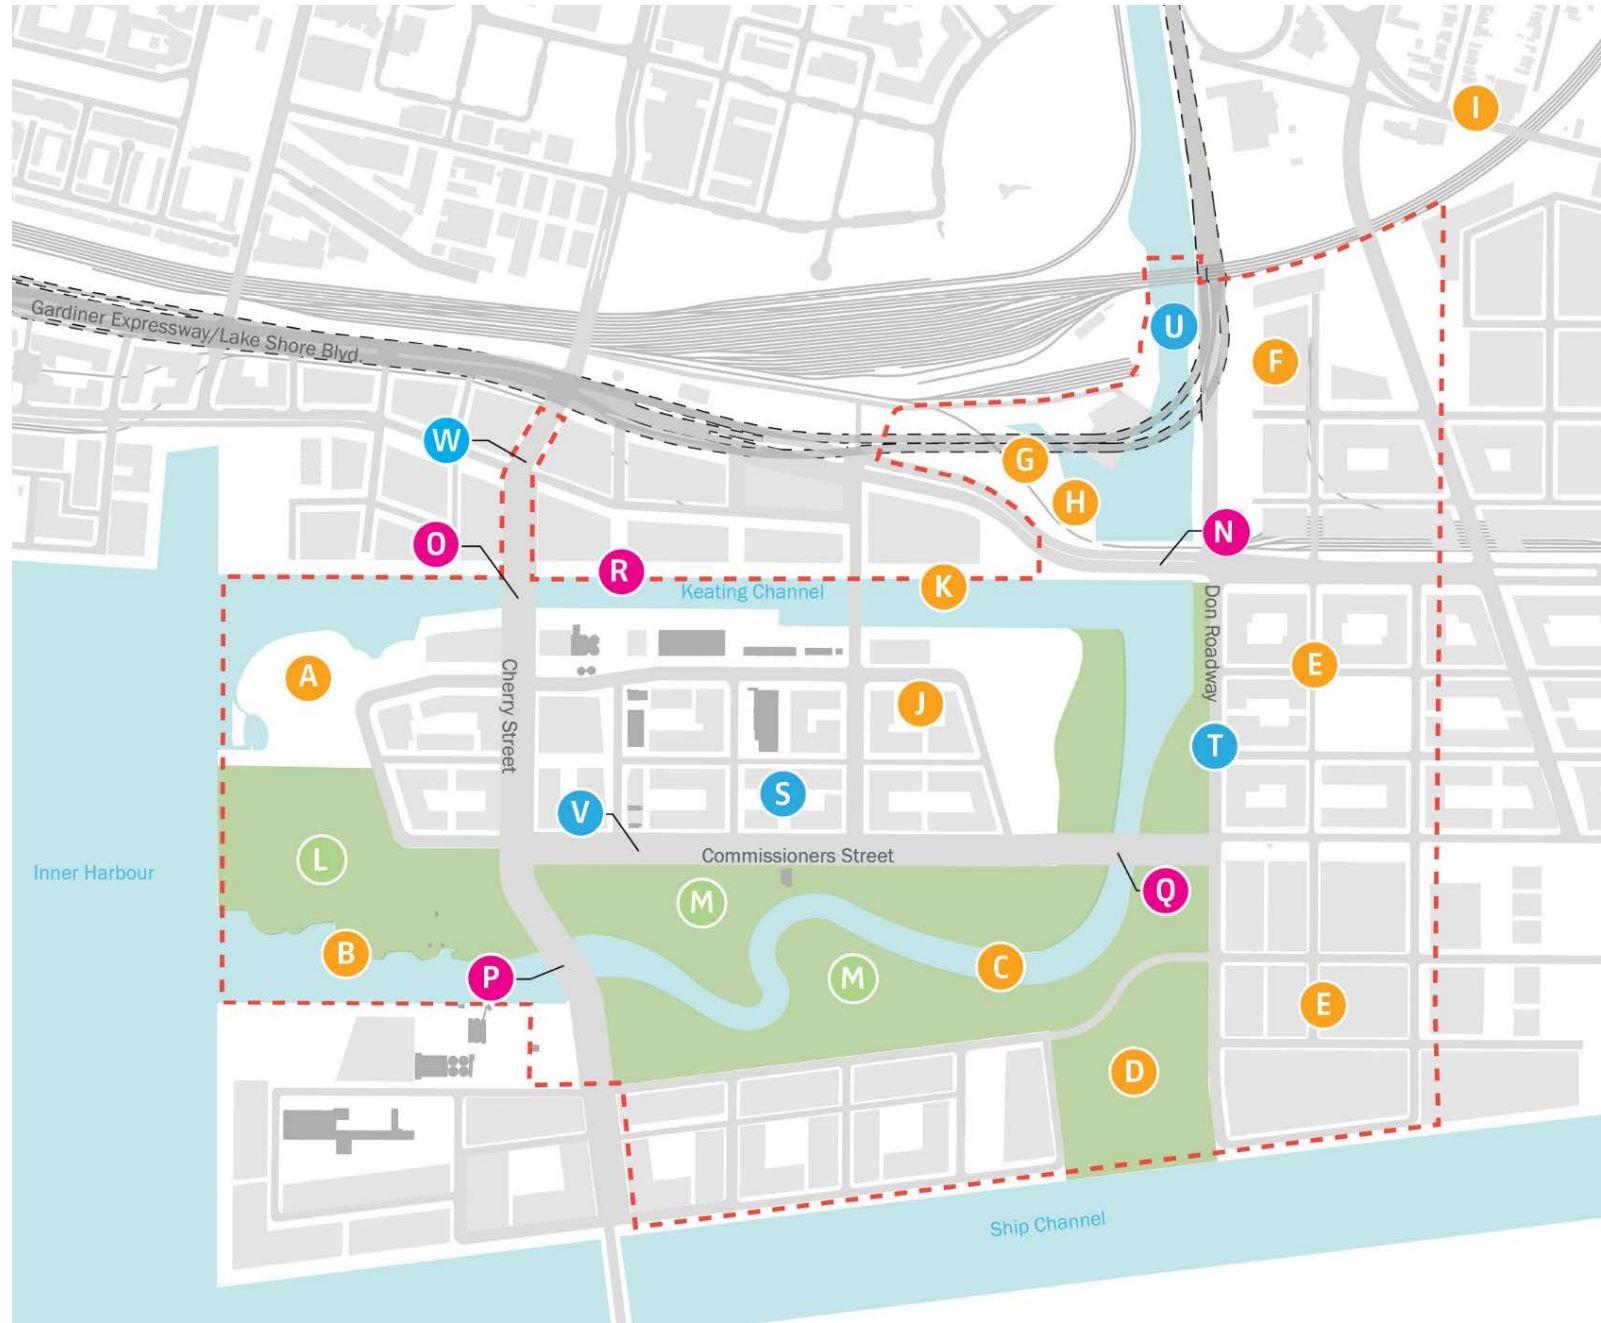 I
U
Gardiner Expressway/Lake Shore Blvd.
F
W
G
H
O
N
R
K
Keating Channel
Don Roadway
E
A
Cherry Street
J
T
S
V
Commissioners Street
L
Inner Harbour
M
Q
B
P
M
C
E
D
Ship Channel